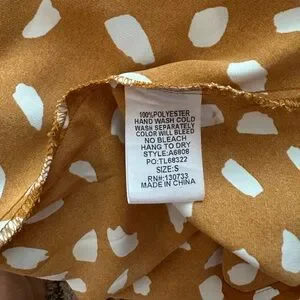 100%POLYESTER
HAND WASH COLD
WASH SEPARATELY
COLOR WILL BLEED
NO BLEACH
HANG TO DRY
STYLE:A6808
PO:TL68322
SIZE:S
RN#:130733
MADE IN CHINA